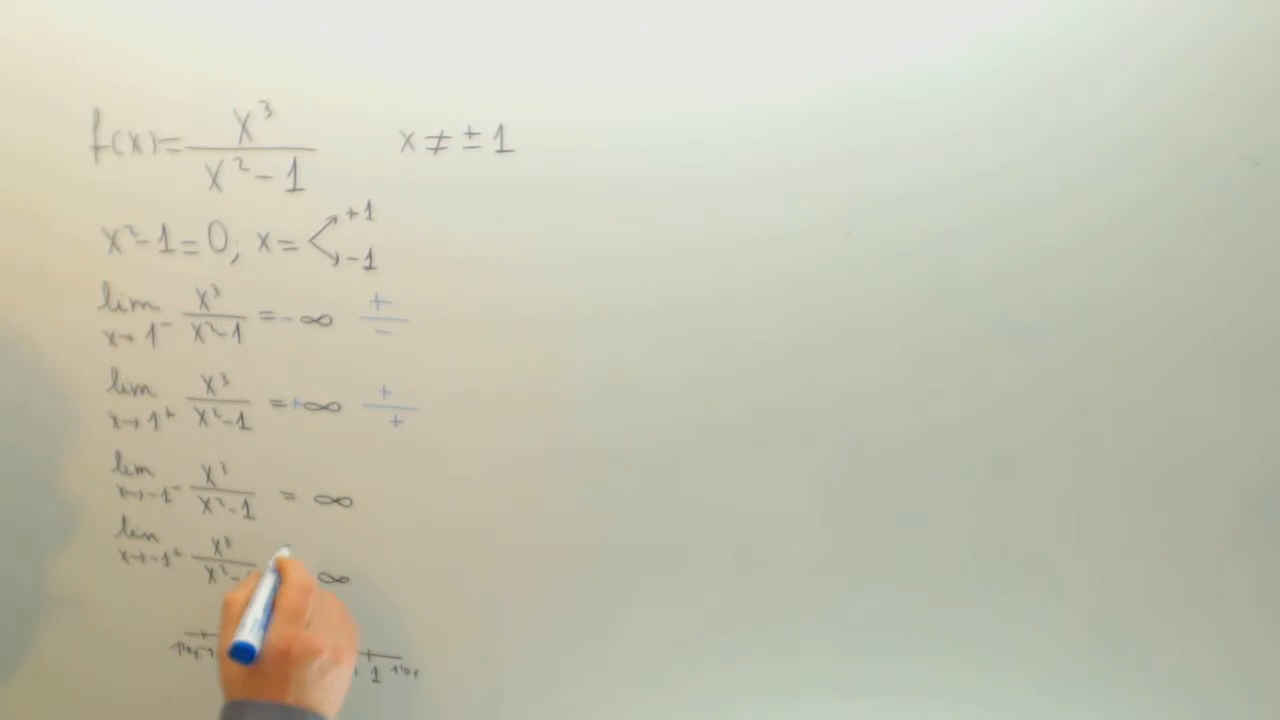 f(x)= x³/(x²-1) x ≠ ± 1
x²-1=0, x= +1 -1
lim x→1⁻ x³/(x²-1) = -∞ +/-
lim x→1⁺ x³/(x²-1) = +∞ +/+
lim x→-1⁻ x³/(x²-1) = ∞
lim x→-1⁺ x³/x²- ∞
1